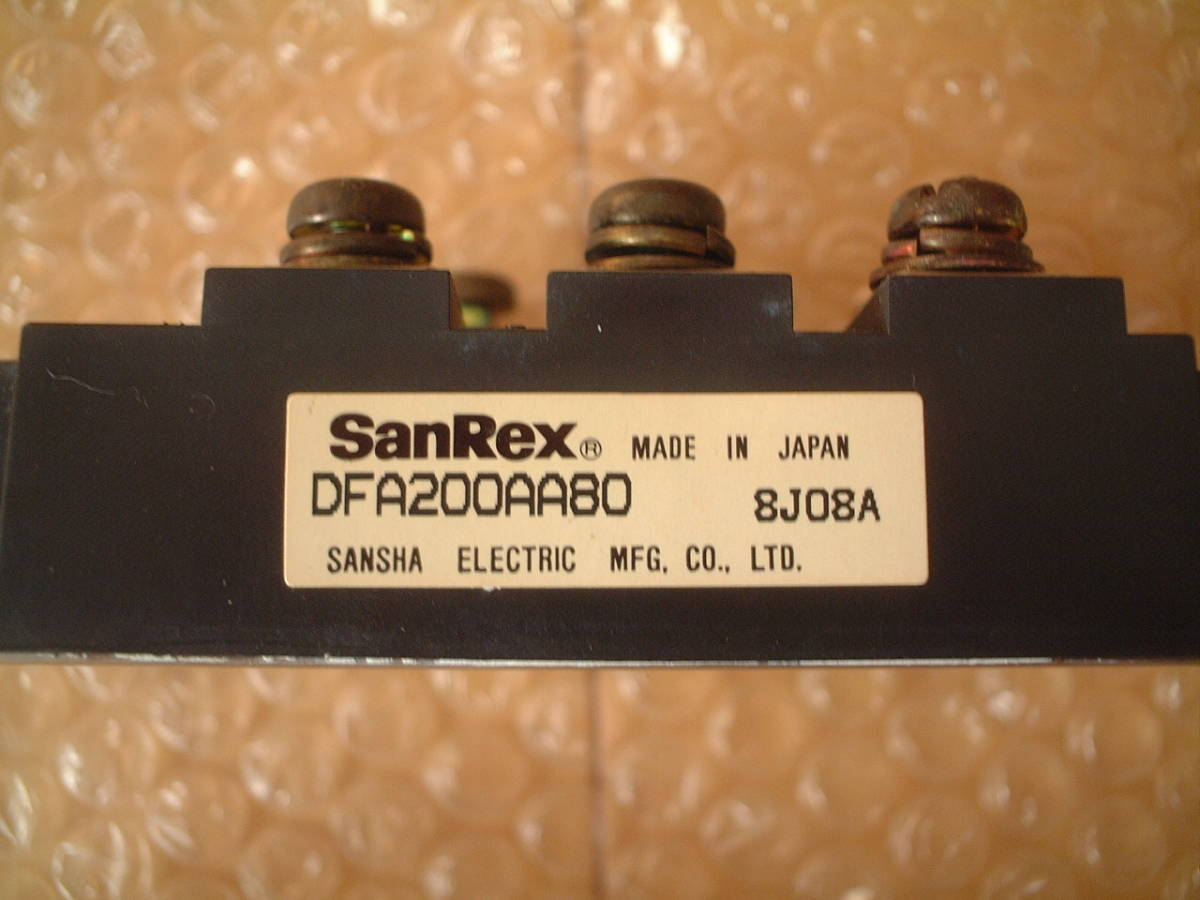 SanRex® MADE IN JAPAN
DFA200AA80 8J08A
SANSHA ELECTRIC MFG. CO., LTD.